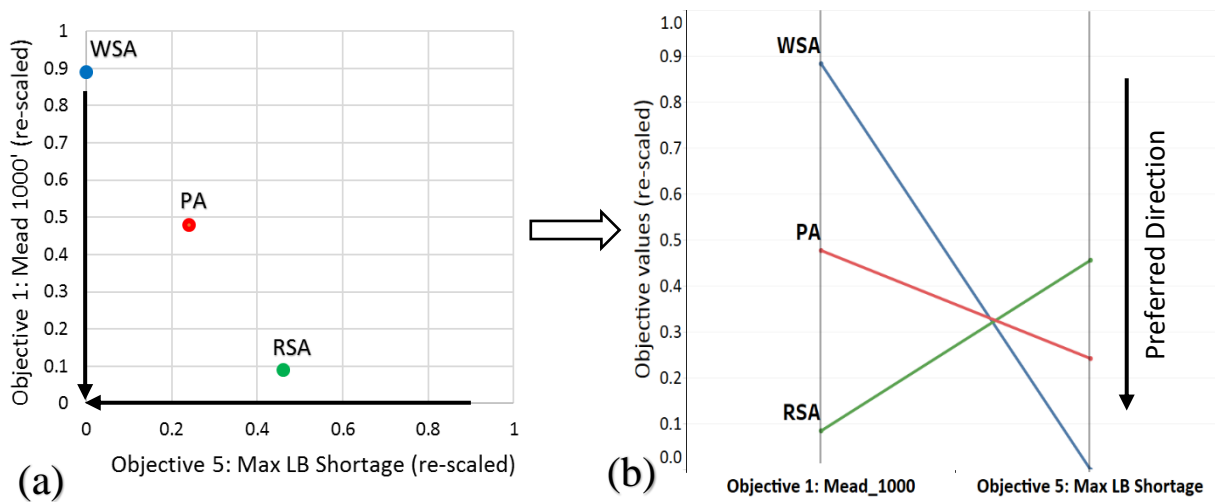 Objective 1: Mead 1000' (re-scaled)
1
0.9
0.8
0.7
0.6
0.5
0.4
0.3
0.2
0.1
0
WSA
PA
RSA
0
0.2
0.4
0.6
0.8
1
Objective 5: Max LB Shortage (re-scaled)
(a)
Objective values (re-scaled)
1.0
0.9
0.8
0.7
0.6
0.5
0.4
0.3
0.2
0.1
0.0
WSA
PA
RSA
Preferred Direction
Objective 1: Mead_1000
Objective 5: Max LB Shortage
(b)